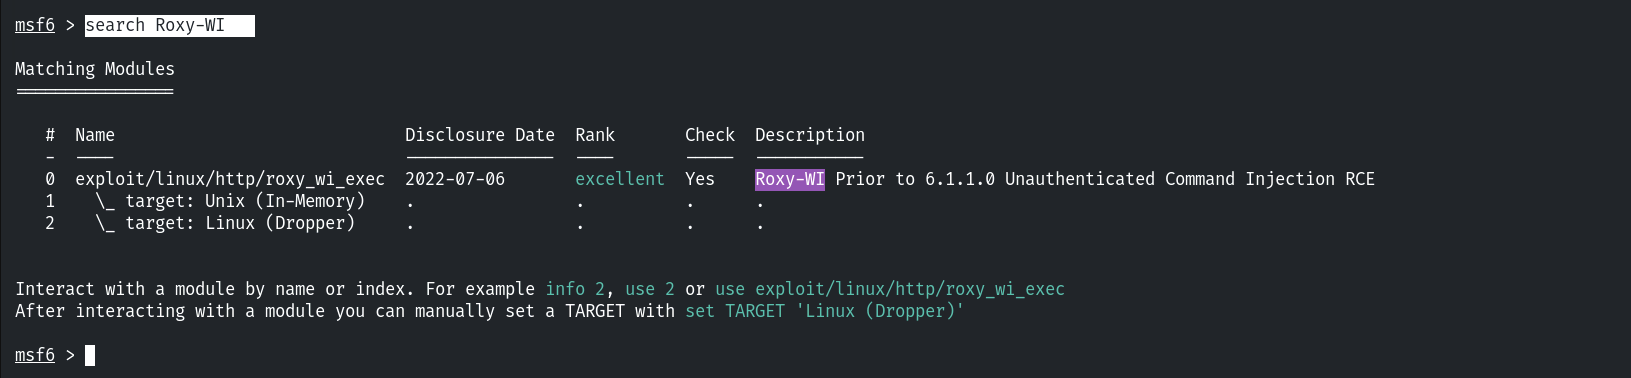 msf6 > search Roxy-WI
Matching Modules
================
#  Name                             Disclosure Date  Rank       Check  Description
-  ----                             ---------------  ----       -----  -----------
0  exploit/linux/http/roxy_wi_exec  2022-07-06       excellent  Yes    Roxy-WI Prior to 6.1.1.0 Unauthenticated Command Injection RCE
1    \_ target: Unix (In-Memory)    .                .          .      .
2    \_ target: Linux (Dropper)     .                .          .      .
Interact with a module by name or index. For example info 2, use 2 or use exploit/linux/http/roxy_wi_exec
After interacting with a module you can manually set a TARGET with set TARGET 'Linux (Dropper)'
msf6 >